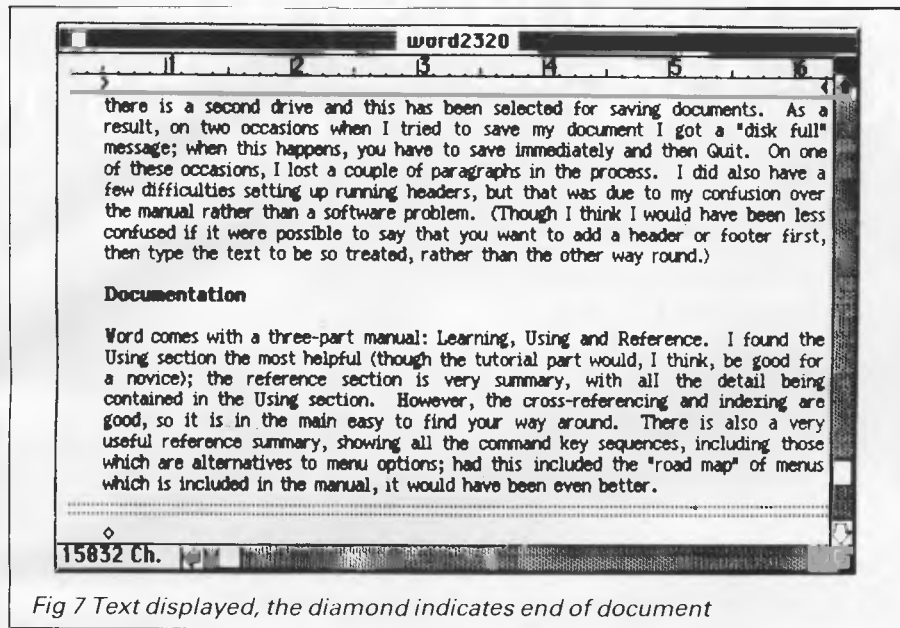 word2320
1 2 3 4 5 6
there is a second drive and this has been selected for saving documents. As a
result, on two occasions when I tried to save my document I got a "disk full"
message; when this happens, you have to save immediately and then Quit. On one
of these occasions, I lost a couple of paragraphs in the process. I did also have a
few difficulties setting up running headers, but that was due to my confusion over
the manual rather than a software problem. (Though I think I would have been less
confused if it were possible to say that you want to add a header or footer first,
then type the text to be so treated, rather than the other way round.)
Documentation
Word comes with a three-part manual: Learning, Using and Reference. I found the
Using section the most helpful (though the tutorial part would, I think, be good for
a novice); the reference section is very summary, with all the detail being
contained in the Using section. However, the cross-referencing and indexing are
good, so it is in the main easy to find your way around. There is also a very
useful reference summary, showing all the command key sequences, including those
which are alternatives to menu options; had this included the "road map" of menus
which is included in the manual, it would have been even better.
15832 Ch.
Fig 7 Text displayed, the diamond indicates end of document